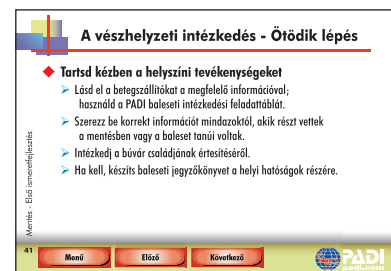 A vészhelyzeti intézkedés - Ötödik lépés
Tartsd kézben a helyszíni tevékenységeket
Lásd el a betegszállítókat a megfelelő információval;
használd a PADI baleseti intézkedési feladattáblát.
Szerezz be korrekt információt mindazoktól, akik részt vettek
a mentésben vagy a baleset tanúi voltak.
Intézkedj a búvár családjának értesítéséről.
Ha kell, készíts baleseti jegyzőkönyvet a helyi hatóságok részére.
Mentés - Első ismeretfejlesztés
41
Menü
Előző
Következő
PADI
padi.com